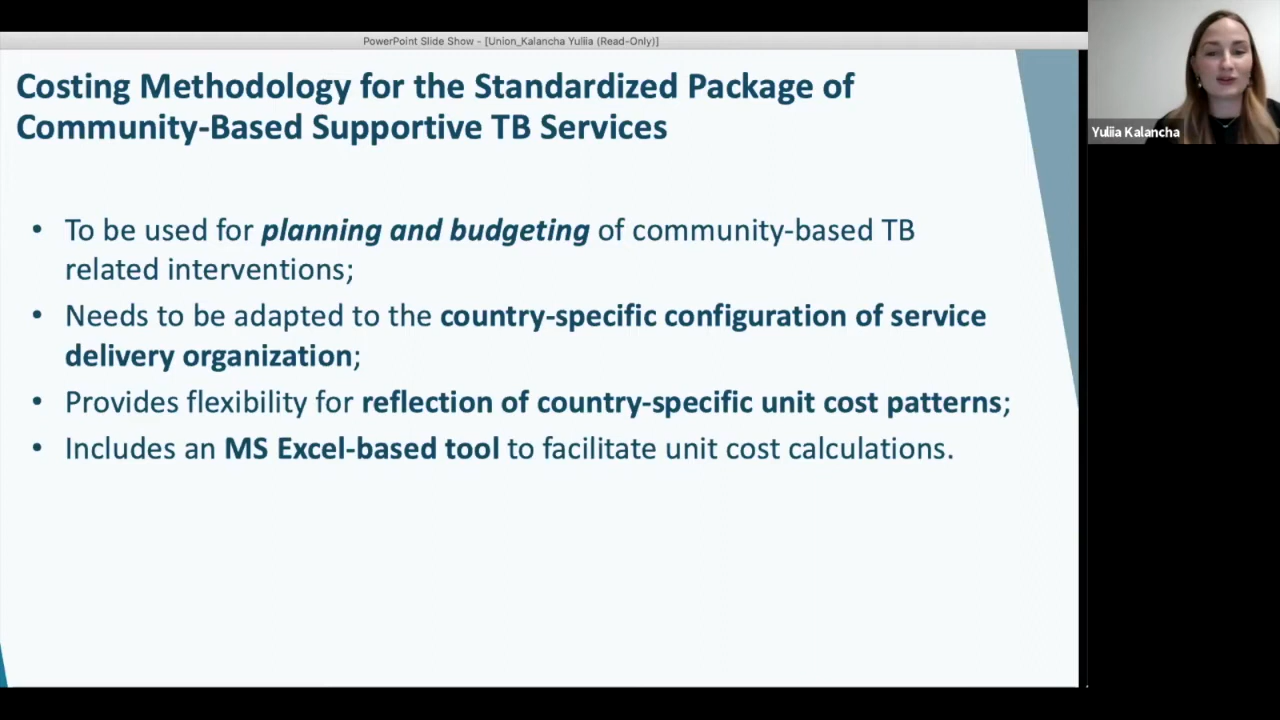 PowerPoint Slide Show - [Union_Kalancha Yuliia (Read-Only)]
Costing Methodology for the Standardized Package of
Community-Based Supportive TB Services
• To be used for planning and budgeting of community-based TB
related interventions;
• Needs to be adapted to the country-specific configuration of service
delivery organization;
• Provides flexibility for reflection of country-specific unit cost patterns;
• Includes an MS Excel-based tool to facilitate unit cost calculations.
Yuliia Kalancha